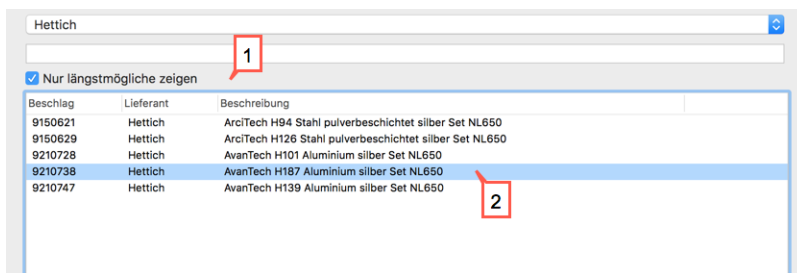 Hettich
1
Nur längstmögliche zeigen
Beschlag Lieferant Beschreibung
9150621 Hettich ArciTech H94 Stahl pulverbeschichtet silber Set NL650
9150629 Hettich ArciTech H126 Stahl pulverbeschichtet silber Set NL650
9210728 Hettich AvanTech H101 Aluminium silber Set NL650
9210738 Hettich AvanTech H187 Aluminium silber Set NL650
9210747 Hettich AvanTech H139 Aluminium silber Set NL650
2